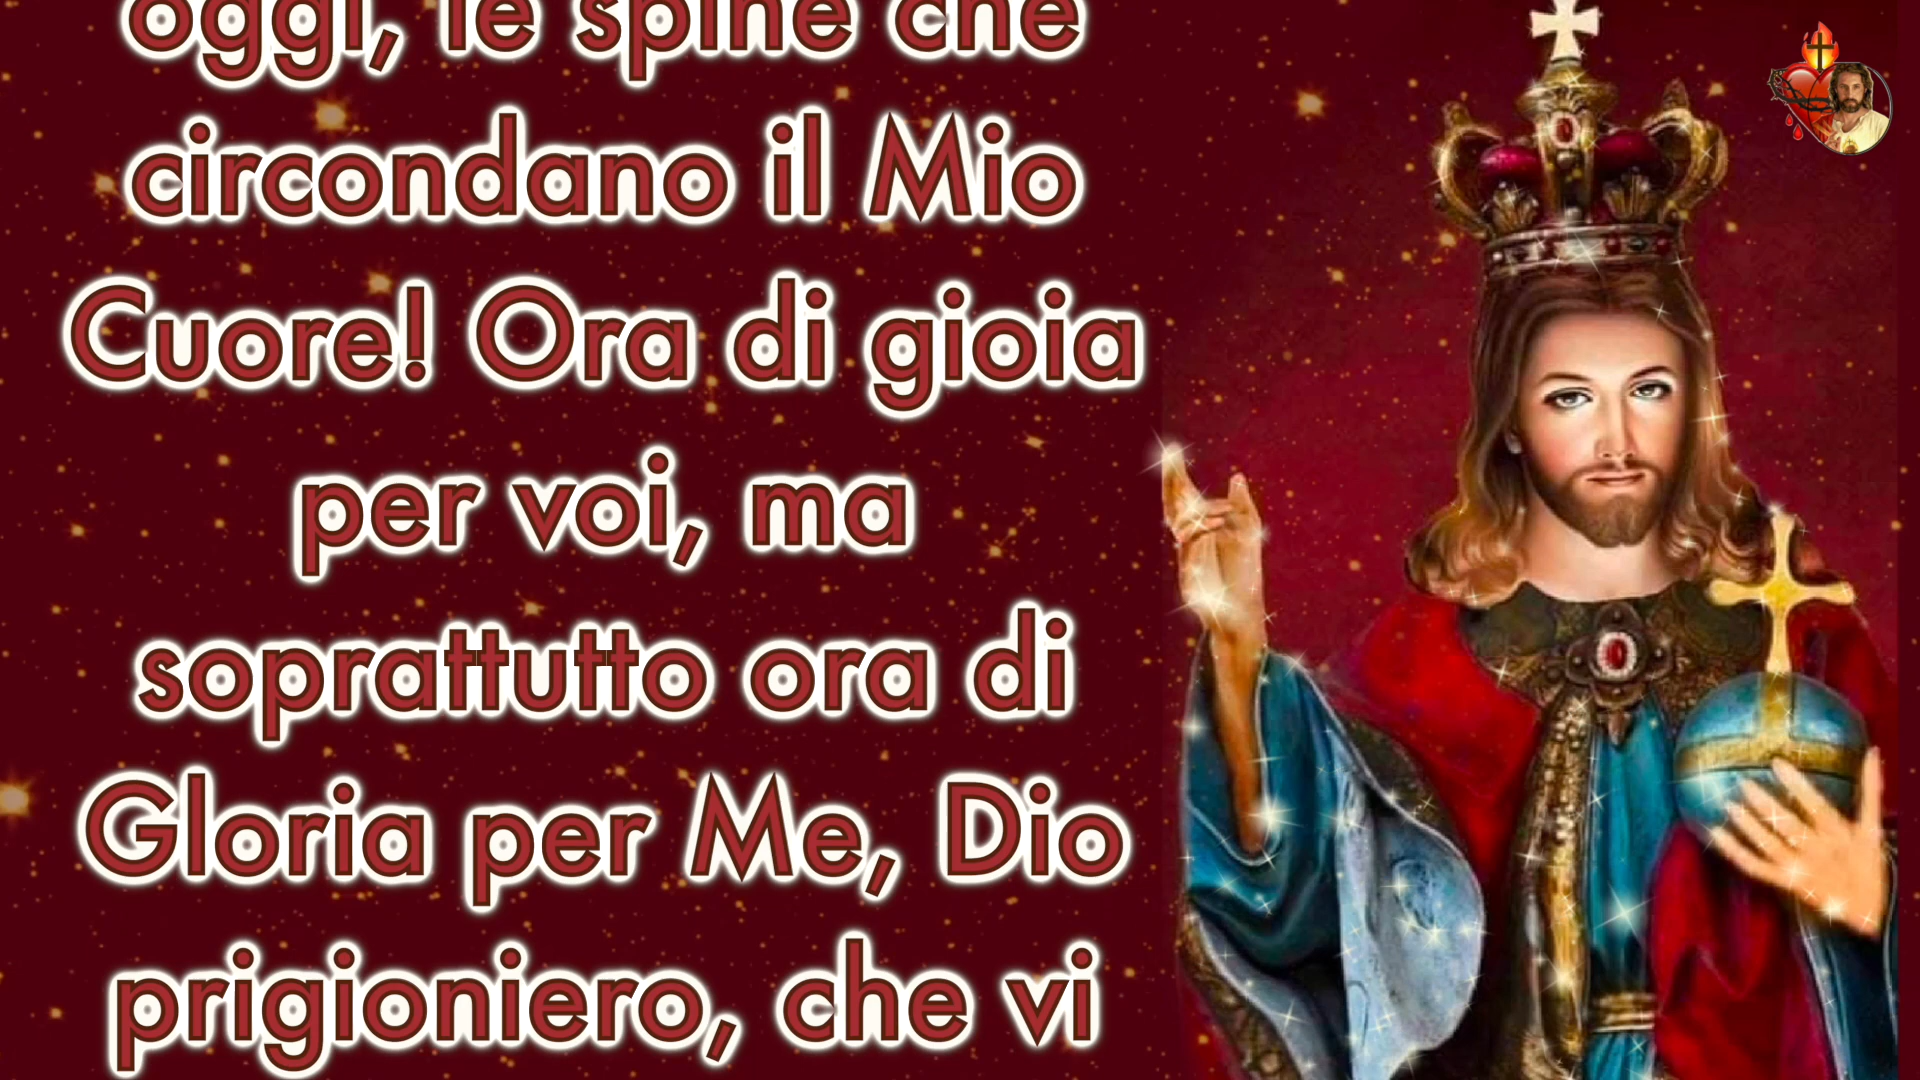 oggi, le spine che
circondano il Mio
Cuore! Ora di gioia
per voi, ma
soprattutto ora di
Gloria per Me, Dio
prigioniero, che vi